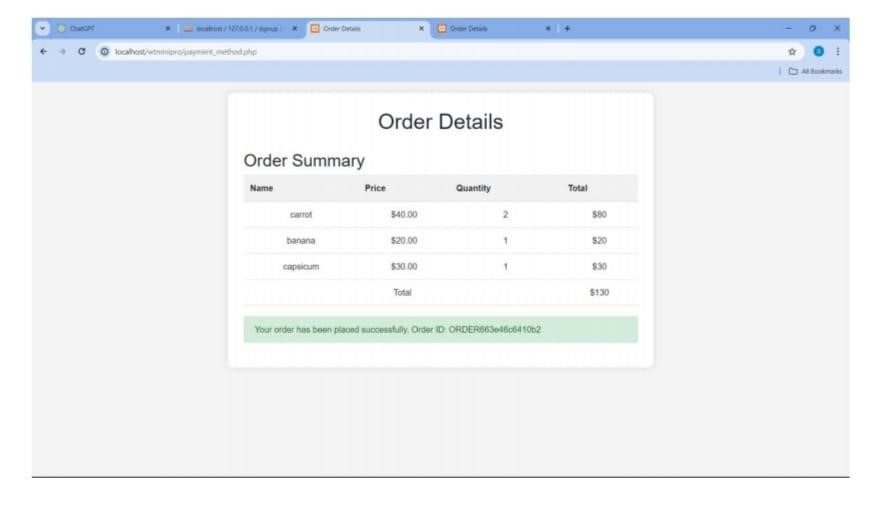 ChatGPT
localhost / 127.0.0.1 / signup /
Order Details
Order Details
localhost/wtminipro/payment_method.php
All Bookmarks
Order Details
Order Summary
Name Price Quantity Total
carrot $40.00 2 $80
banana $20.00 1 $20
capsicum $30.00 1 $30
Total $130
Your order has been placed successfully. Order ID: ORDER663e46c6410b2